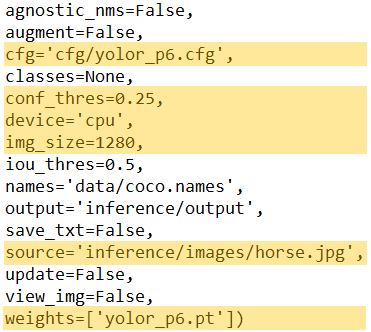 agnostic_nms=False,
augment=False,
cfg='cfg/yolor_p6.cfg',
classes=None,
conf_thres=0.25,
device='cpu',
img_size=1280,
iou_thres=0.5,
names='data/coco.names',
output='inference/output',
save_txt=False,
source='inference/images/horse.jpg',
update=False,
view_img=False,
weights=['yolor_p6.pt'])